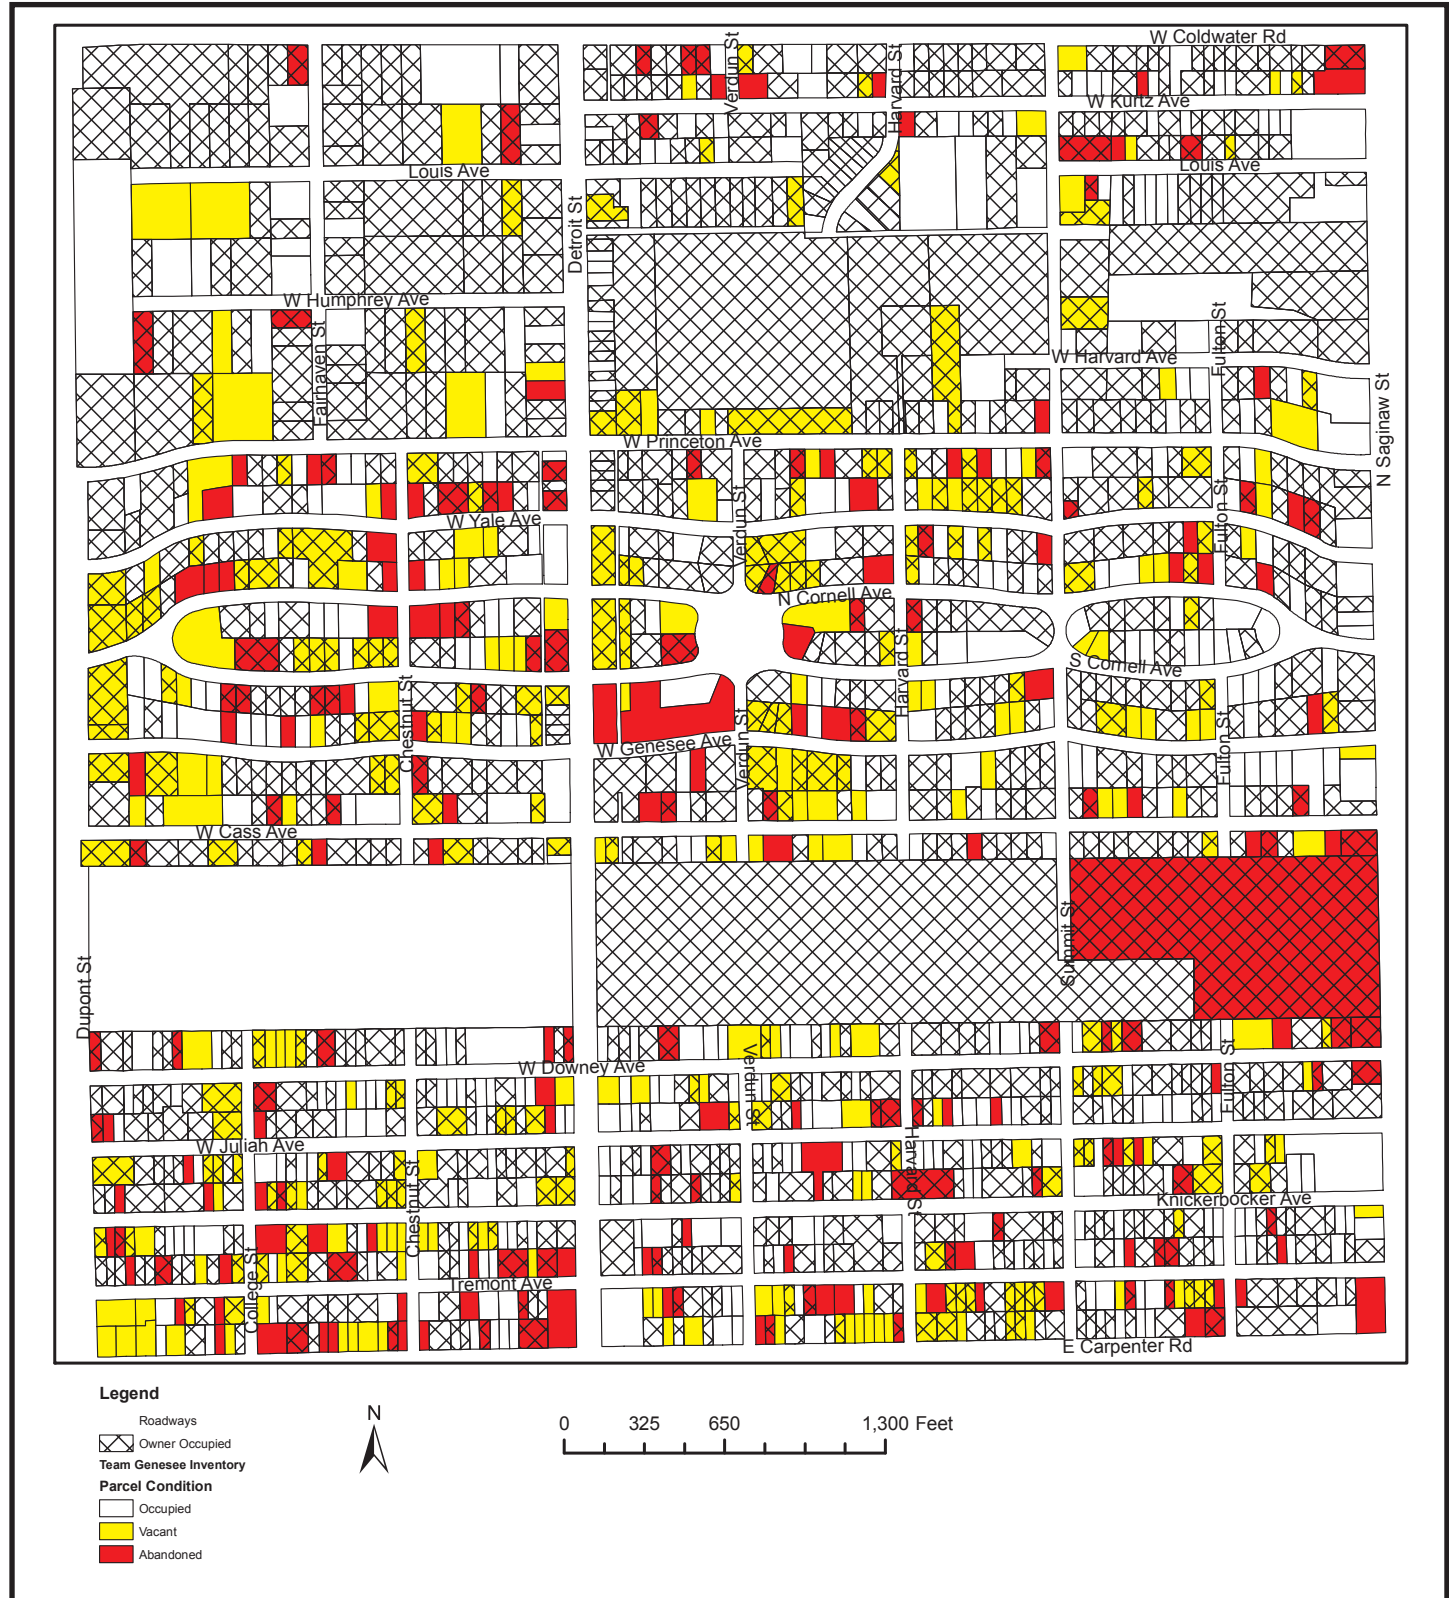 W Coldwater Rd
Verdun St
Harvard St
W Kurtz Ave
Louis Ave
Louis Ave
Detroit St
W Humphrey Ave
Fairhaven St
Fulton St
W Harvard Ave
N Saginaw St
W Princeton Ave
Verdun St
Fulton St
W Yale Ave
N Cornell Ave
Harvard St
S Cornell Ave
Chestnut St
Verdun St
W Genesee Ave
Fulton St
W Cass Ave
Summit St
Dupont St
W Downey Ave
Verdun St
Fulton St
W Juliah Ave
Harvard St
Chestnut St
Knickerbocker Ave
College St
Tremont Ave
E Carpenter Rd
Legend
Roadways
Owner Occupied
Team Genesee Inventory
Parcel Condition
Occupied
Vacant
Abandoned
N
0 325 650 1,300 Feet